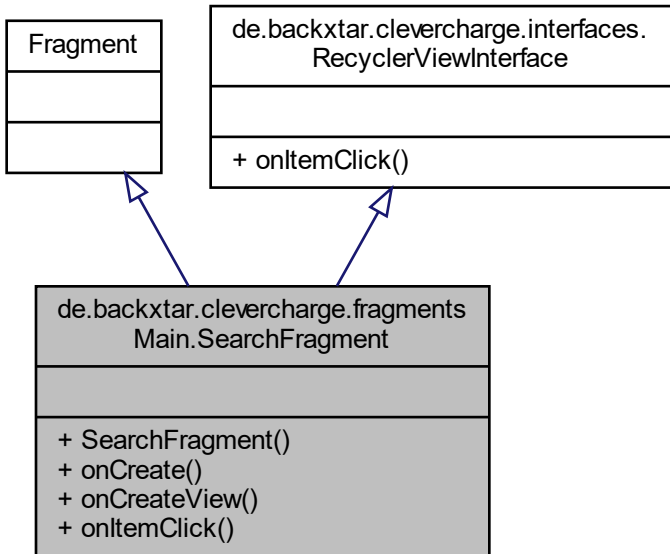 Fragment
de.backxtar.clevercharge.interfaces.
RecyclerViewInterface
+ onItemClick()
de.backxtar.clevercharge.fragments
Main.SearchFragment
+ SearchFragment()
+ onCreate()
+ onCreateView()
+ onItemClick()